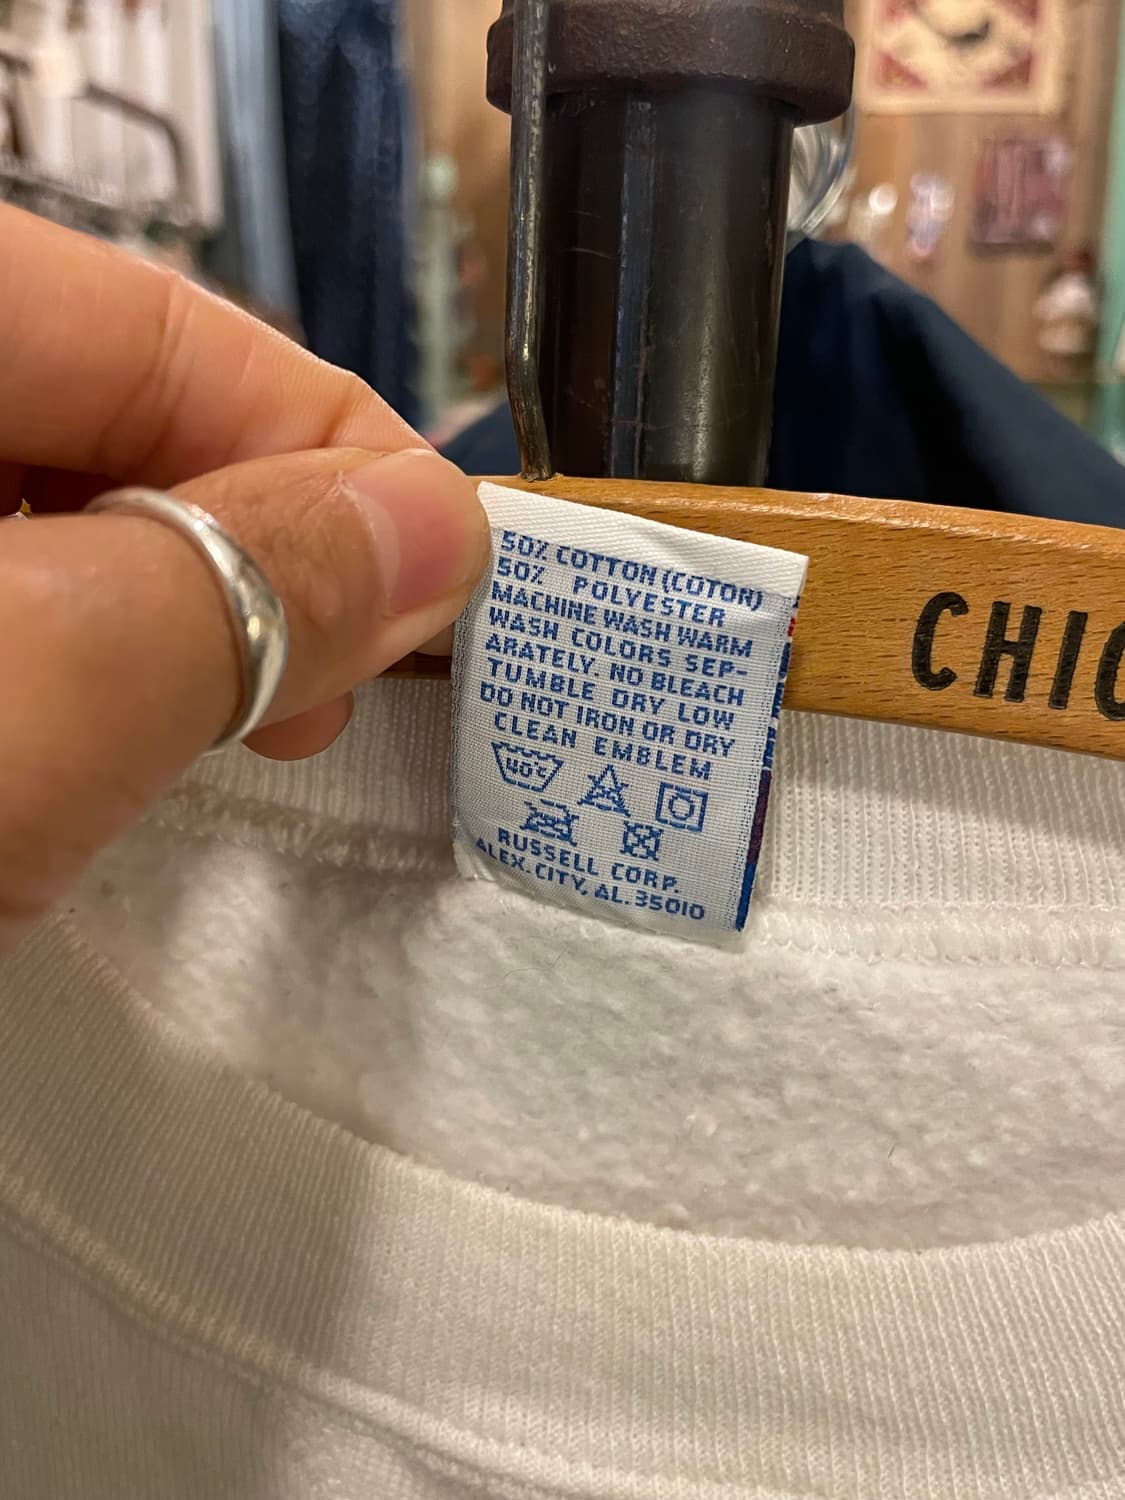 50% COTTON (COTON)
50% POLYESTER
MACHINE WASH WARM
WASH COLORS SEP-
ARATELY. NO BLEACH
TUMBLE DRY LOW
DO NOT IRON OR DRY
CLEAN EMBLEM
40°C
RUSSELL CORP.
ALEX. CITY, AL. 35010
CHIC